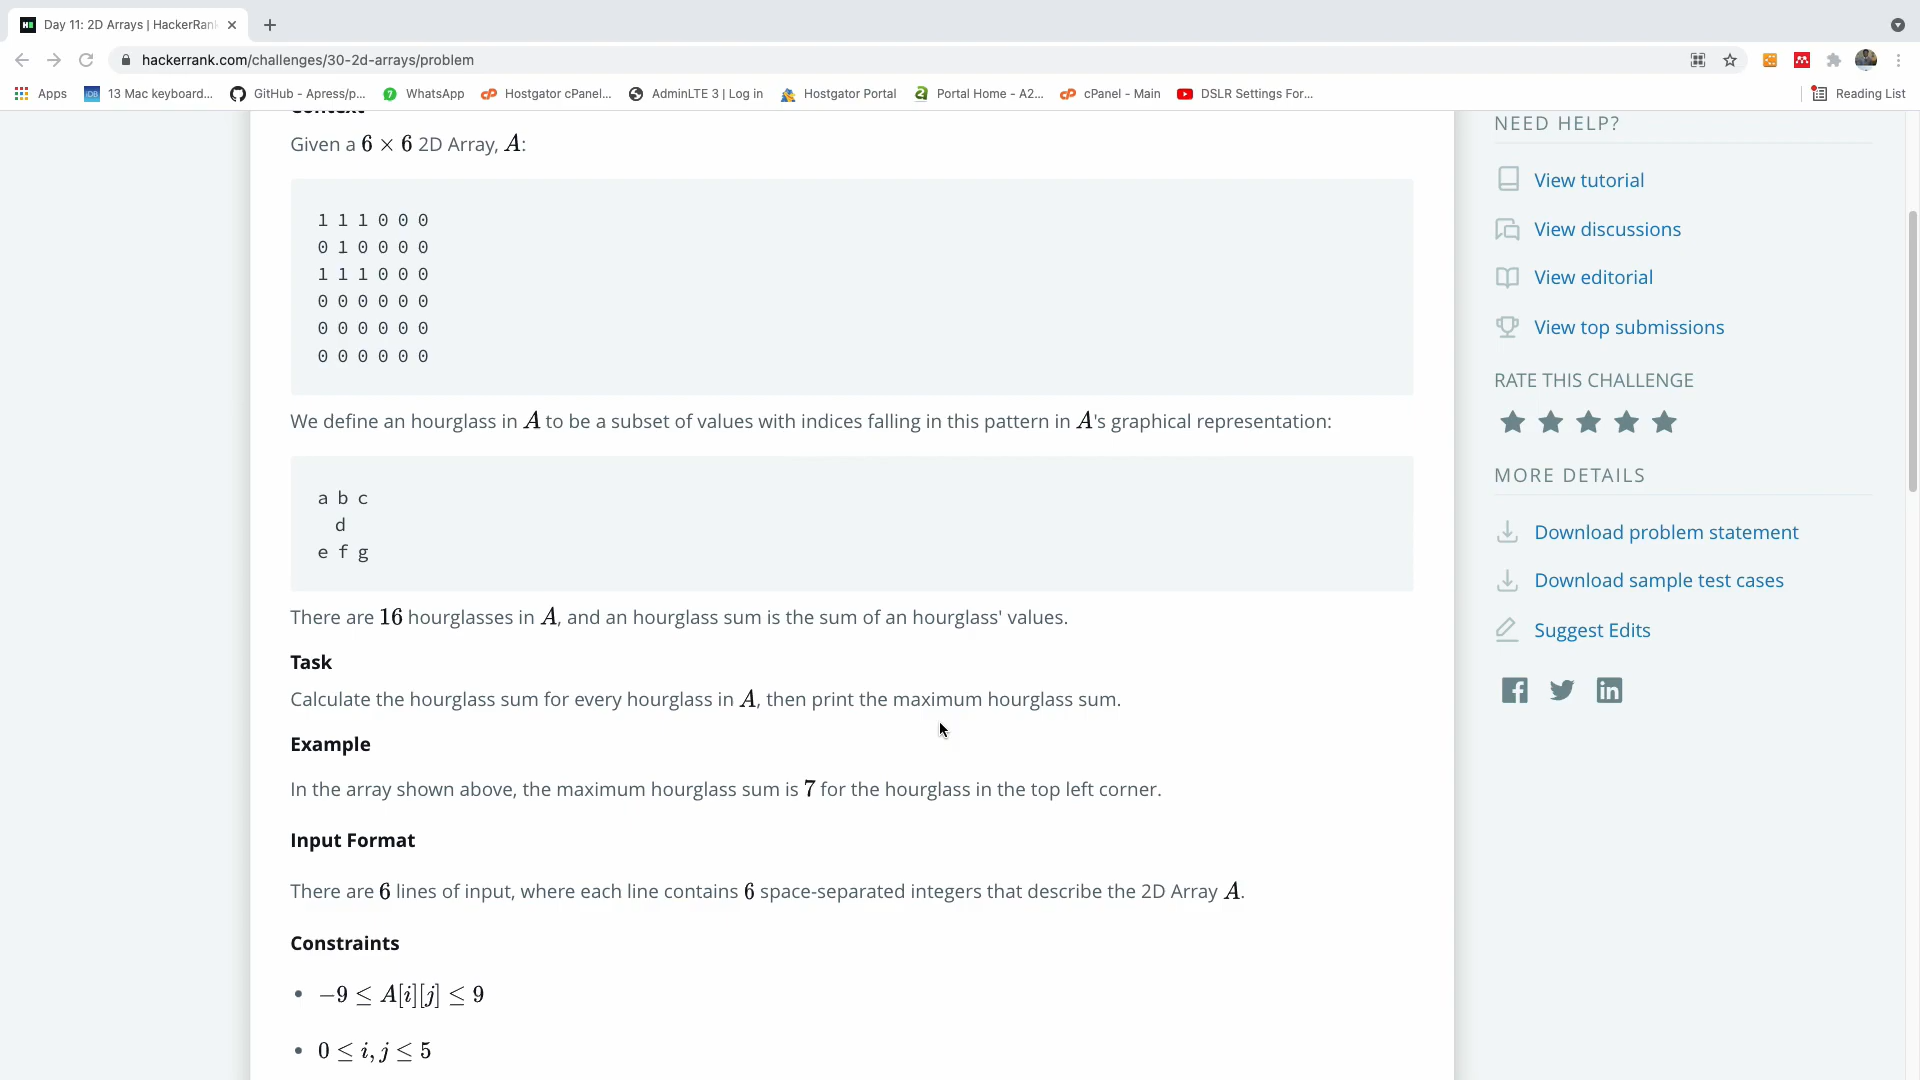 Day 11: 2D Arrays | HackerRan
hackerrank.com/challenges/30-2d-arrays/problem
Apps 13 Mac keyboard... GitHub - Apress/p... WhatsApp Hostgator cPanel... AdminLTE 3 | Log in Hostgator Portal Portal Home - A2... cPanel - Main DSLR Settings For... Reading List
Context
Given a 6 × 6 2D Array, A:
1 1 1 0 0 0
0 1 0 0 0 0
1 1 1 0 0 0
0 0 0 0 0 0
0 0 0 0 0 0
0 0 0 0 0 0
We define an hourglass in A to be a subset of values with indices falling in this pattern in A's graphical representation:
a b c
d
e f g
There are 16 hourglasses in A, and an hourglass sum is the sum of an hourglass' values.
Task
Calculate the hourglass sum for every hourglass in A, then print the maximum hourglass sum.
Example
In the array shown above, the maximum hourglass sum is 7 for the hourglass in the top left corner.
Input Format
There are 6 lines of input, where each line contains 6 space-separated integers that describe the 2D Array A.
Constraints
• −9 ≤ A[i][j] ≤ 9
• 0 ≤ i, j ≤ 5
NEED HELP?
View tutorial
View discussions
View editorial
View top submissions
RATE THIS CHALLENGE
MORE DETAILS
Download problem statement
Download sample test cases
Suggest Edits